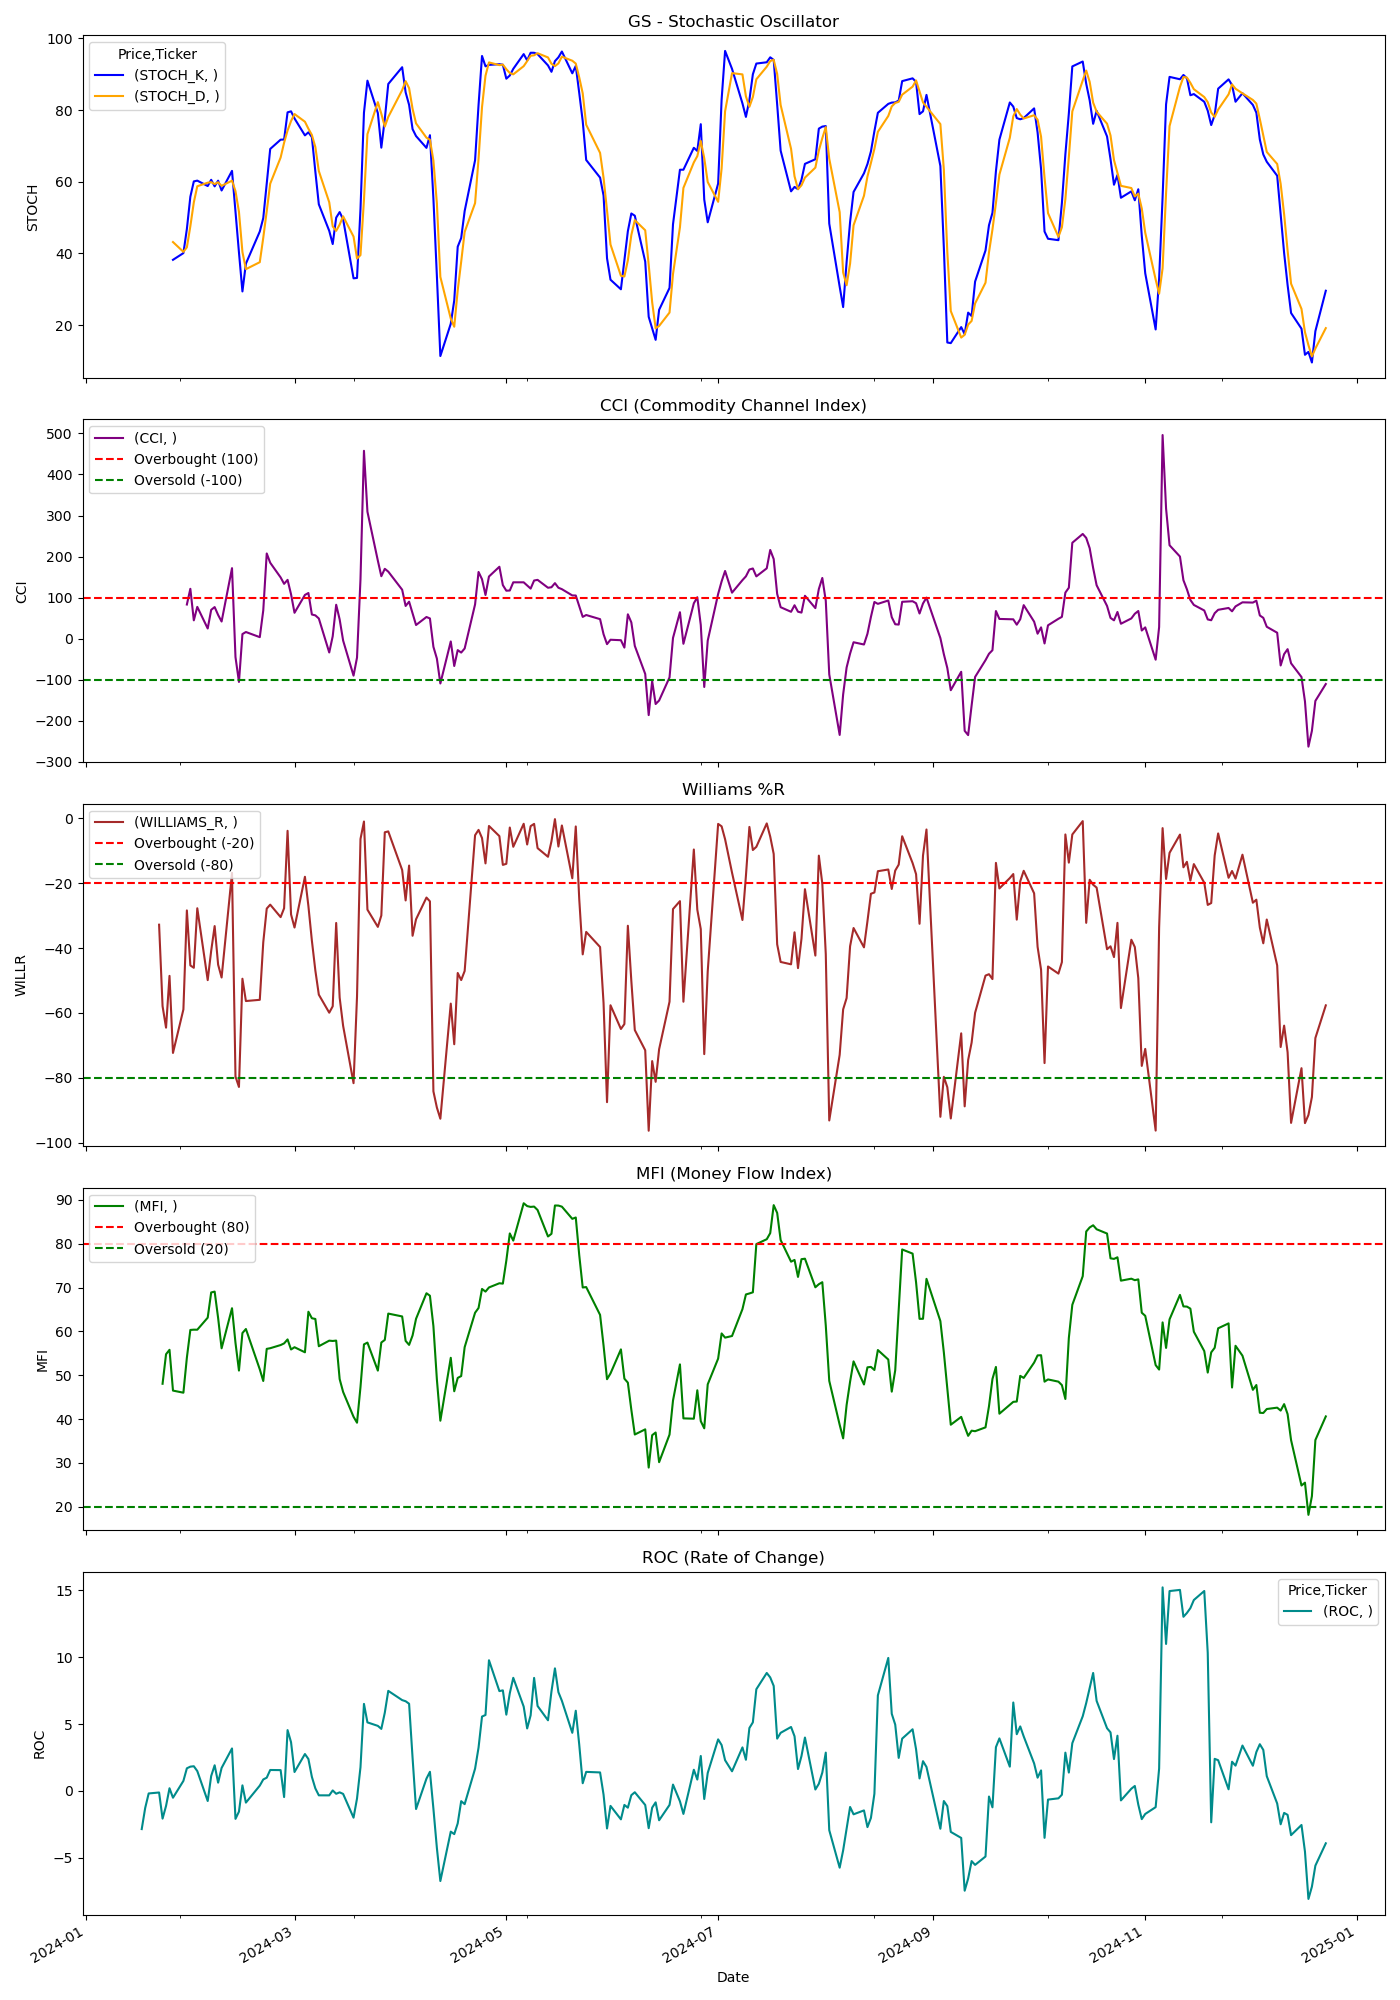 GS - Stochastic Oscillator
100
80
60
40
20
STOCH
Price,Ticker
(STOCH_K, )
(STOCH_D, )
CCI (Commodity Channel Index)
500
400
300
200
100
0
−100
−200
−300
CCI
(CCI, )
Overbought (100)
Oversold (-100)
Williams %R
0
−20
−40
−60
−80
−100
WILLR
(WILLIAMS_R, )
Overbought (-20)
Oversold (-80)
MFI (Money Flow Index)
90
80
70
60
50
40
30
20
MFI
(MFI, )
Overbought (80)
Oversold (20)
ROC (Rate of Change)
15
10
5
0
−5
ROC
Price,Ticker
(ROC, )
2024-01
2024-03
2024-05
2024-07
2024-09
2024-11
2025-01
Date